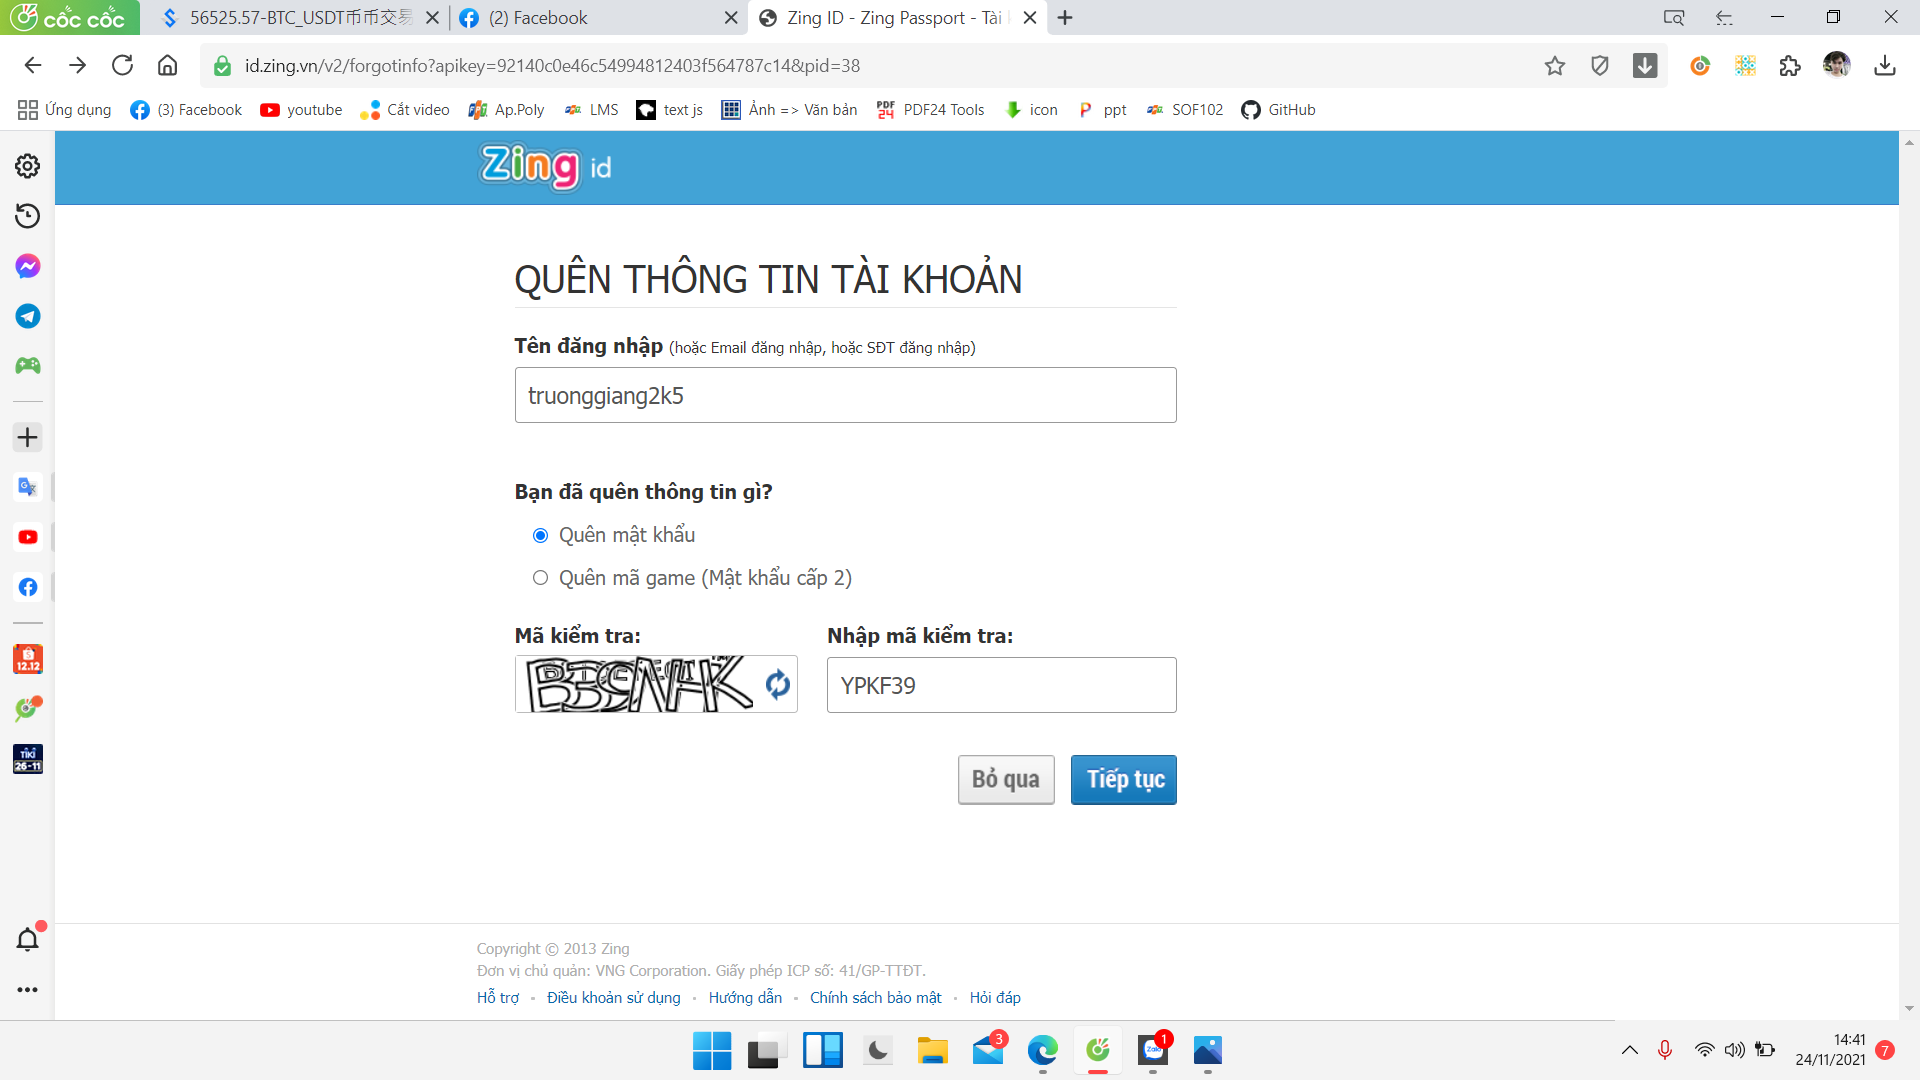 cốc cốc
56525.57-BTC_USDT币币交易
(2) Facebook
Zing ID - Zing Passport - Tài
id.zing.vn/v2/forgotinfo?apikey=92140c0e46c54994812403f564787c14&pid=38
Ứng dụng
(3) Facebook
youtube
Cắt video
Ap.Poly
LMS
text js
Ảnh => Văn bản
PDF24 Tools
icon
ppt
SOF102
GitHub
Zing id
QUÊN THÔNG TIN TÀI KHOẢN
Tên đăng nhập (hoặc Email đăng nhập, hoặc SĐT đăng nhập)
truonggiang2k5
Bạn đã quên thông tin gì?
Quên mật khẩu
Quên mã game (Mật khẩu cấp 2)
Mã kiểm tra:
Nhập mã kiểm tra:
YPKF39
Bỏ qua
Tiếp tục
12.12
TIKI
26-11
Copyright © 2013 Zing
Đơn vị chủ quản: VNG Corporation. Giấy phép ICP số: 41/GP-TTĐT.
Hỗ trợ
Điều khoản sử dụng
Hướng dẫn
Chính sách bảo mật
Hỏi đáp
3
Zalo
1
14:41
24/11/2021
7